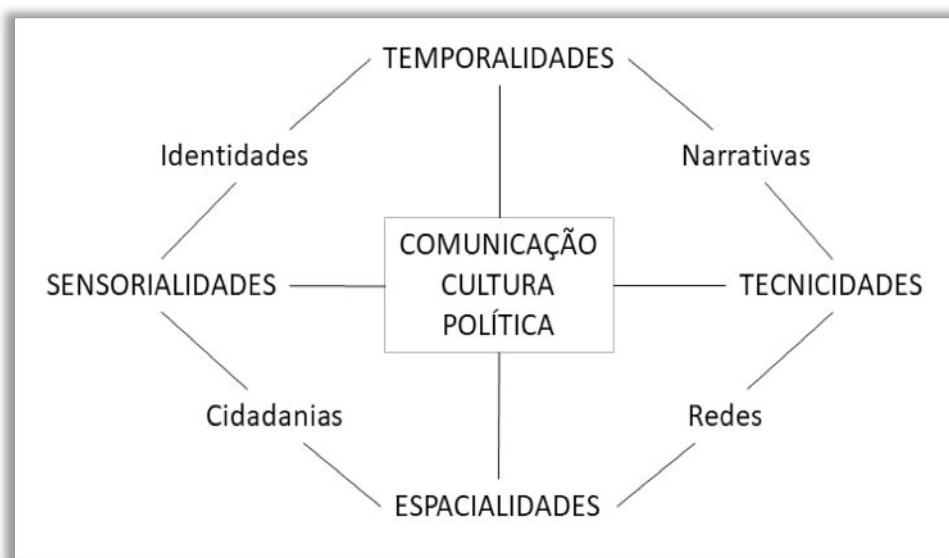 TEMPORALIDADES
Identidades
Narrativas
COMUNICAÇÃO
CULTURA
POLÍTICA
SENSORIALIDADES
TECNICIDADES
Cidadanias
Redes
ESPACIALIDADES